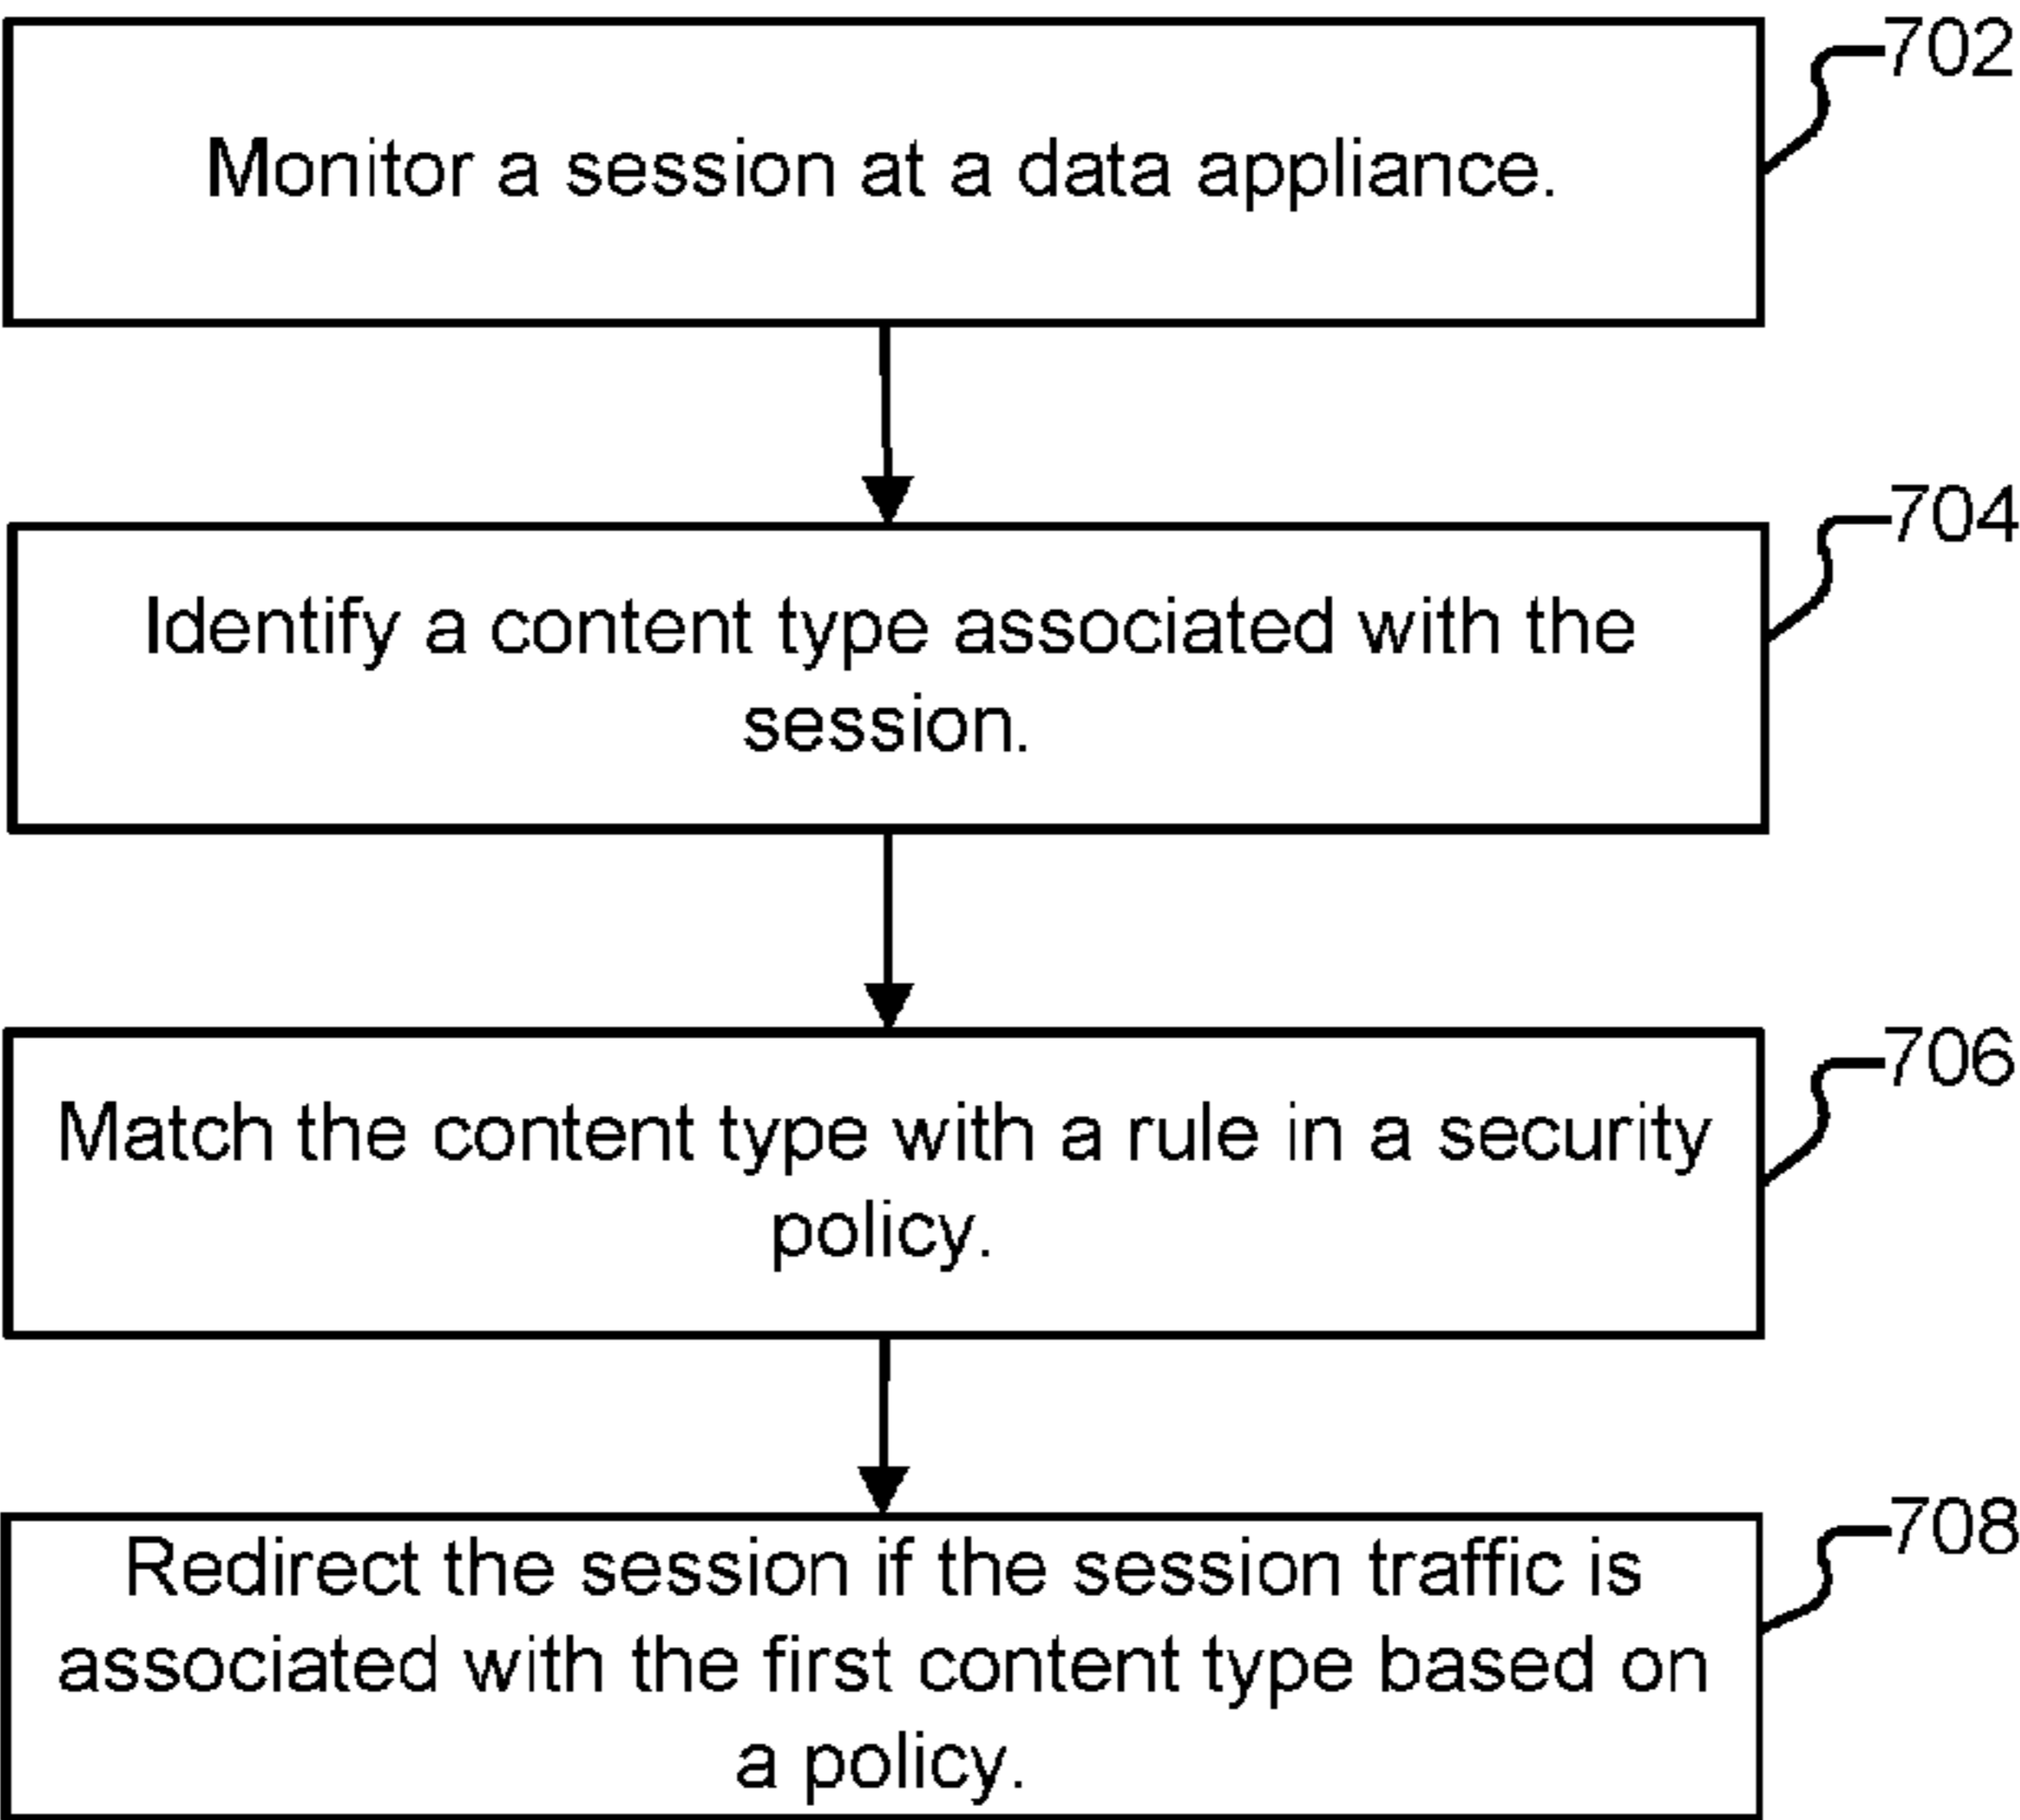 702
Monitor a session at a data appliance.
704
Identify a content type associated with the
session.
706
Match the content type with a rule in a security
policy.
708
Redirect the session if the session traffic is
associated with the first content type based on
a policy.